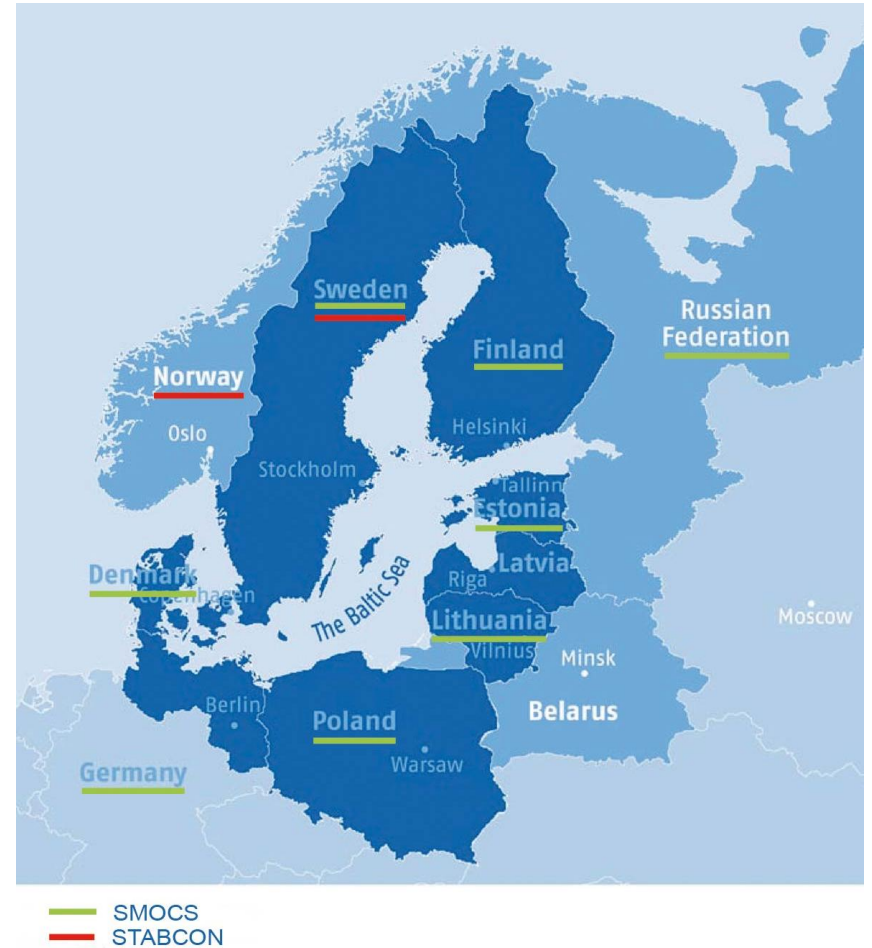 Sweden
Russian
Federation
Finland
Norway
Oslo
Helsinki
Stockholm
Tallinn
Estonia
Latvia
Riga
Denmark
Copenhagen
The Baltic Sea
Lithuania
Vilnius
Moscow
Minsk
Belarus
Berlin
Poland
Warsaw
Germany
SMOCS
STABCON